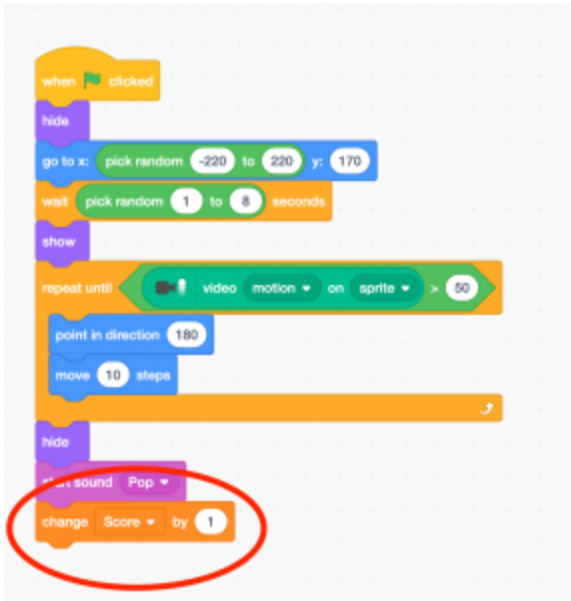 when clicked
hide
go to x: pick random -220 to 220 y: 170
wait pick random 1 to 8 seconds
show
repeat until video motion on sprite > 50
point in direction 180
move 10 steps
hide
start sound Pop
change Score by 1